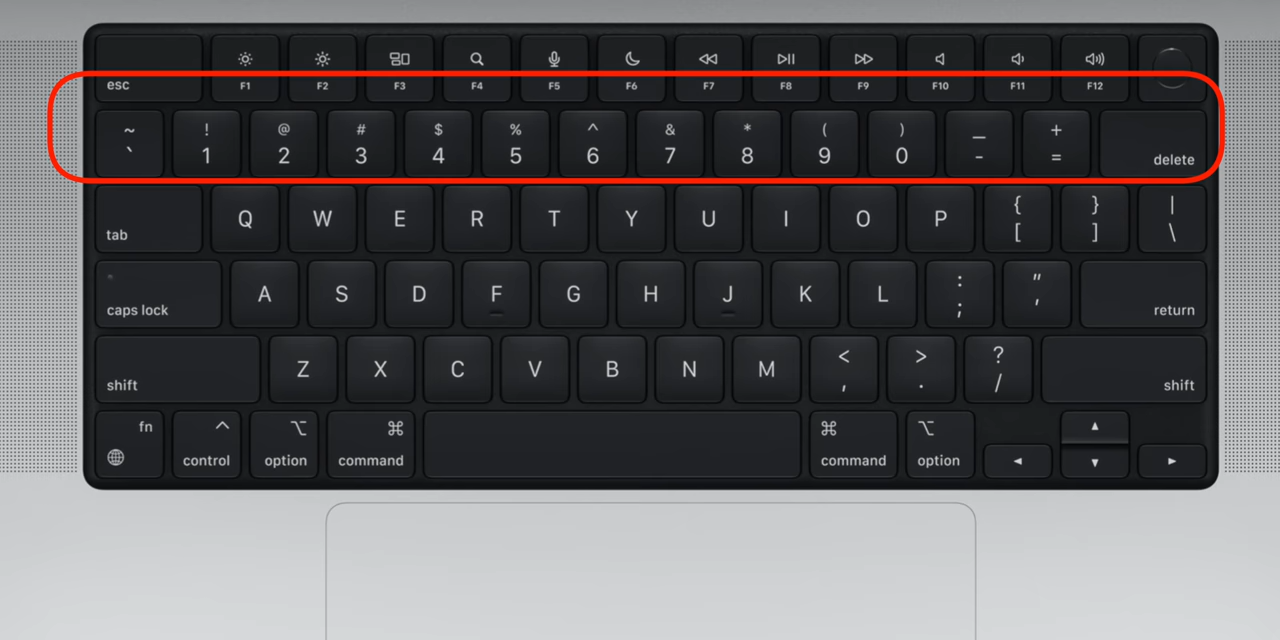 esc F1 F2 F3 F4 F5 F6 F7 F8 F9 F10 F11 F12
~ ! @ # $ % ^ & * ( ) _ +
` 1 2 3 4 5 6 7 8 9 0 - = delete
Q W E R T Y U I O P { } |
tab [ ] \
A S D F G H J K L : "
caps lock ; ' return
Z X C V B N M < > ?
shift , . / shift
fn ^ ⌥ ⌘ ⌘ ⌥
control option command command option